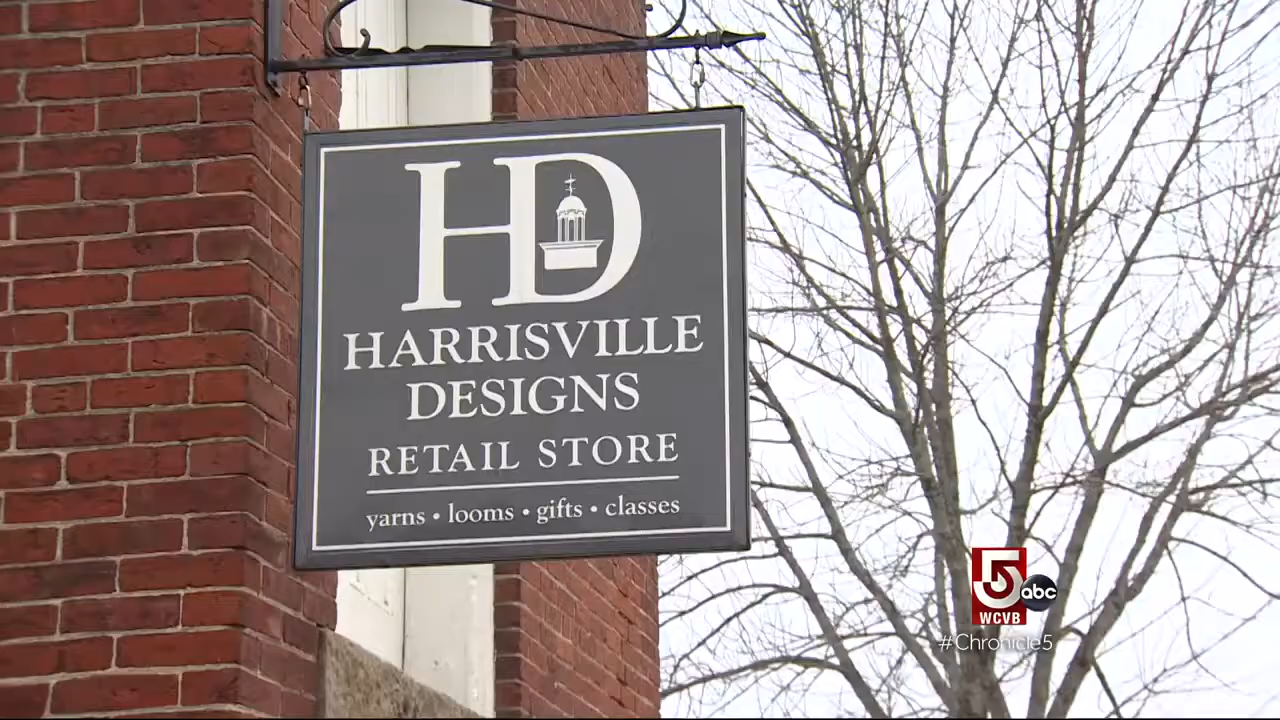 HD
HARRISVILLE
DESIGNS
RETAIL STORE
yarns • looms • gifts • classes
5
abc
WCVB
#Chronicle5